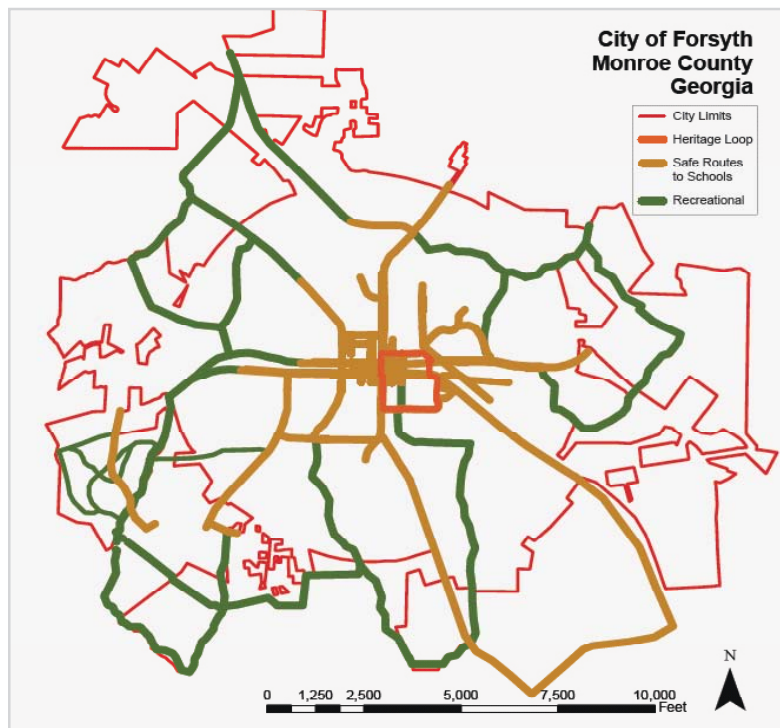 City of Forsyth
Monroe County
Georgia
City Limits
Heritage Loop
Safe Routes
to Schools
Recreational
N
0 1,250 2,500 5,000 7,500 10,000
Feet